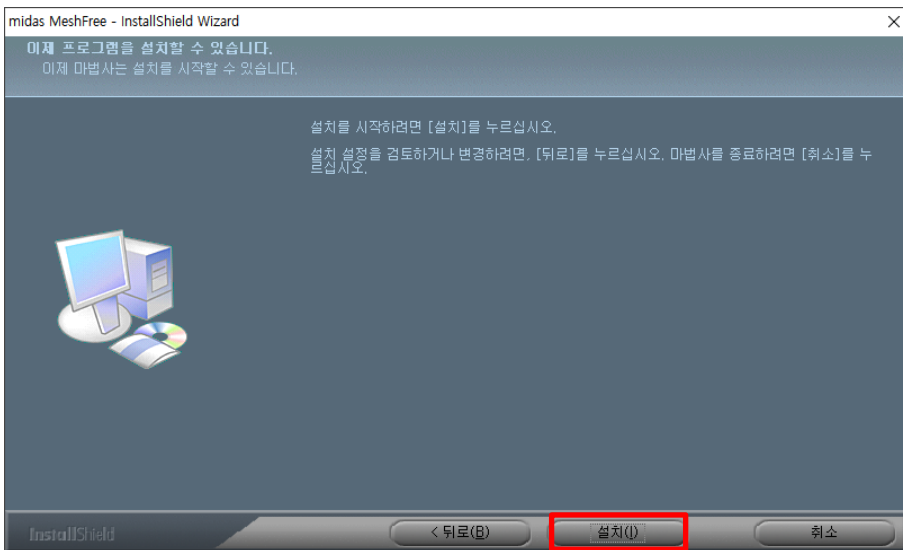 midas MeshFree - InstallShield Wizard
이제 프로그램을 설치할 수 있습니다.
이제 마법사는 설치를 시작할 수 있습니다.
설치를 시작하려면 [설치]를 누르십시오.
설치 설정을 검토하거나 변경하려면, [뒤로]를 누르십시오. 마법사를 종료하려면 [취소]를 누
르십시오.
InstallShield
< 뒤로(B)
설치(I)
취소